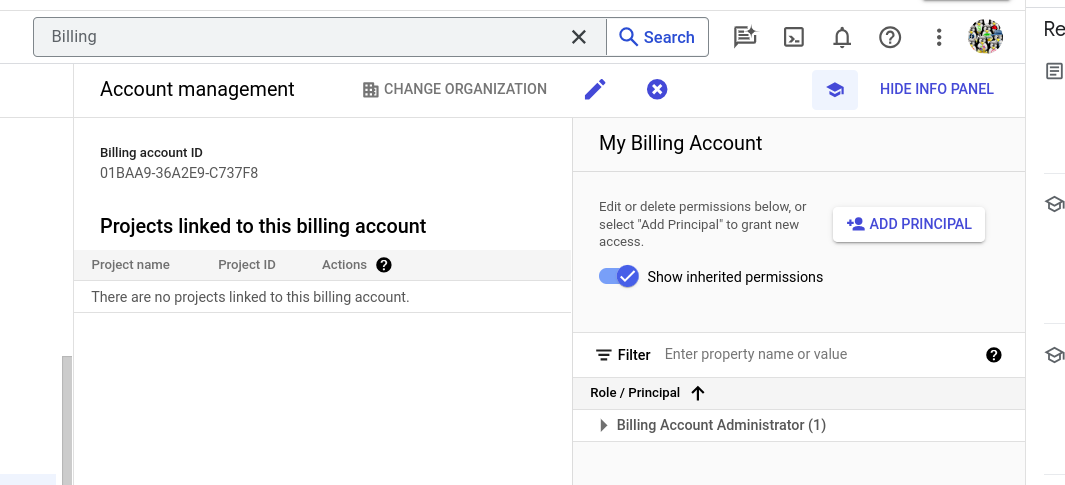 Billing
Search
Re
Account management
CHANGE ORGANIZATION
HIDE INFO PANEL
Billing account ID
01BAA9-36A2E9-C737F8
Projects linked to this billing account
Project name Project ID Actions
There are no projects linked to this billing account.
My Billing Account
Edit or delete permissions below, or
select "Add Principal" to grant new
access.
ADD PRINCIPAL
Show inherited permissions
Filter Enter property name or value
Role / Principal
Billing Account Administrator (1)